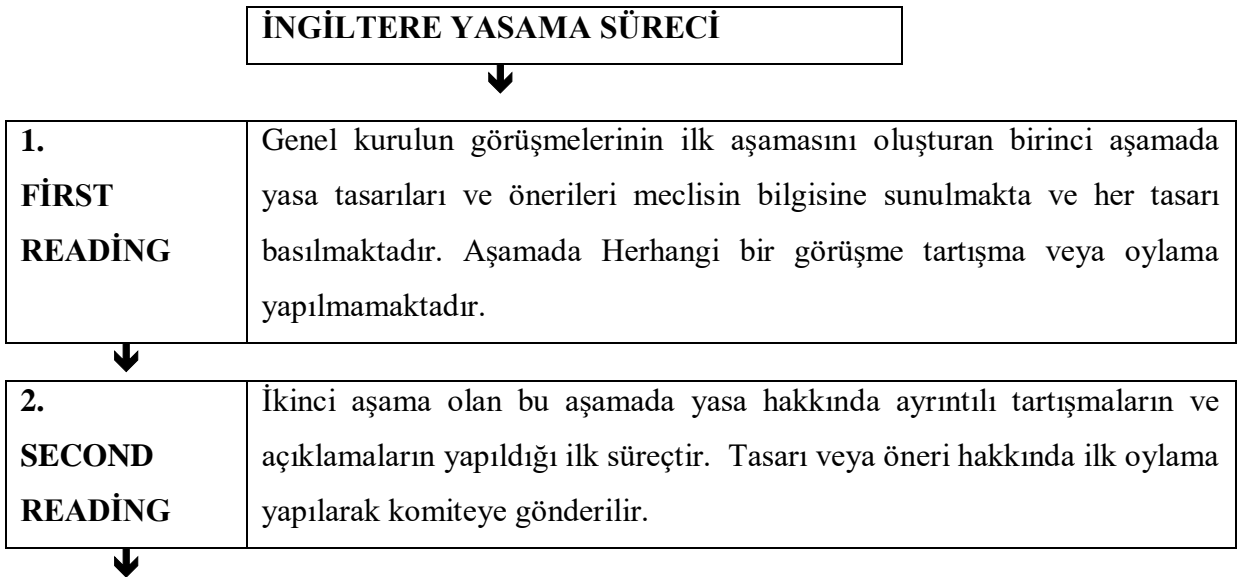 İNGİLTERE YASAMA SÜRECİ
1.
FİRST
READİNG
Genel kurulun görüşmelerinin ilk aşamasını oluşturan birinci aşamada
yasa tasarıları ve önerileri meclisin bilgisine sunulmakta ve her tasarı
basılmaktadır. Aşamada Herhangi bir görüşme tartışma veya oylama
yapılmamaktadır.
2.
SECOND
READİNG
İkinci aşama olan bu aşamada yasa hakkında ayrıntılı tartışmaların ve
açıklamaların yapıldığı ilk süreçtir. Tasarı veya öneri hakkında ilk oylama
yapılarak komiteye gönderilir.